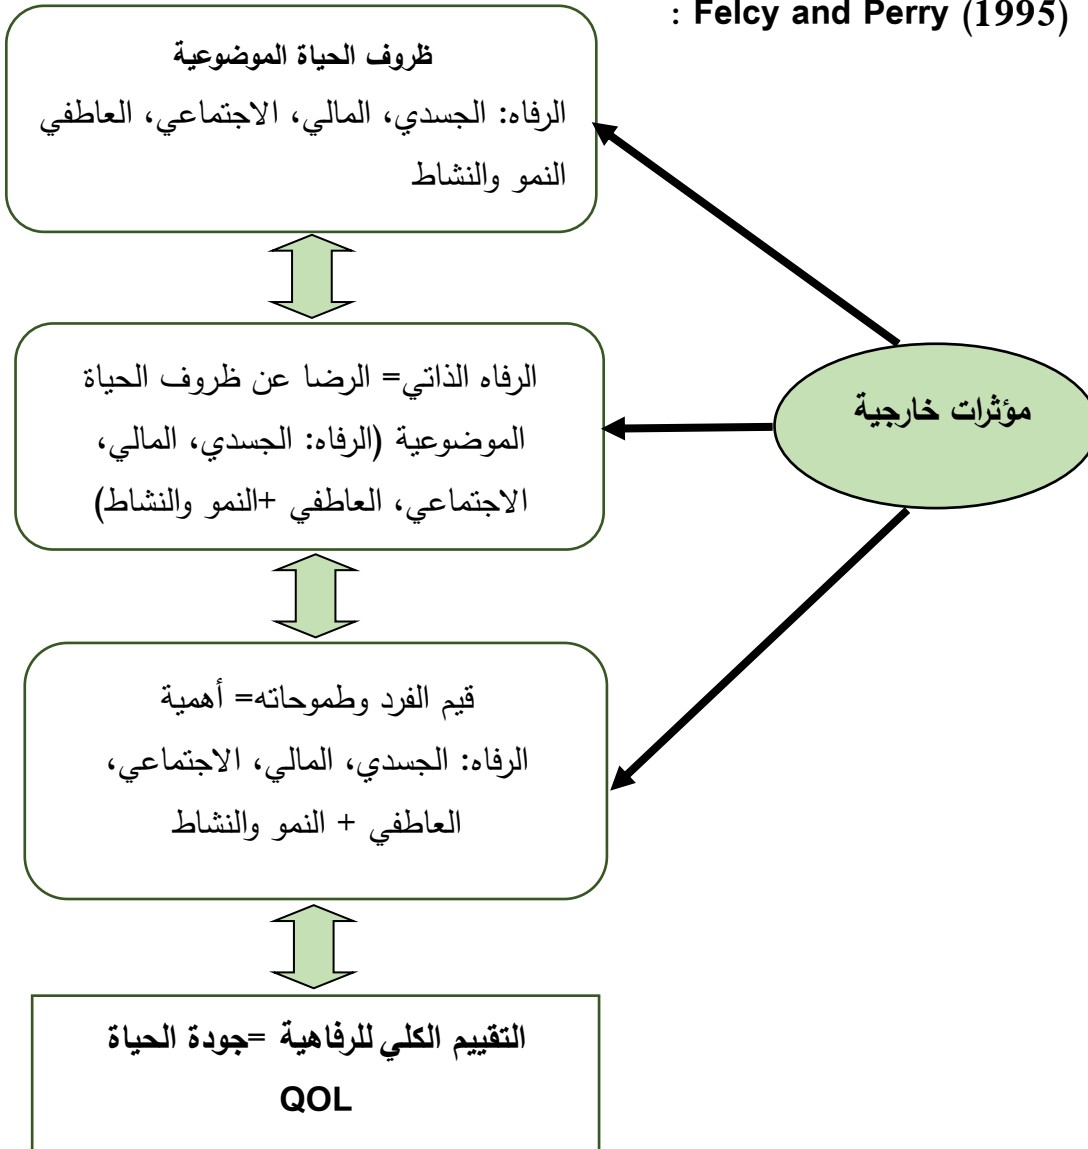 : Felcy and Perry (1995)
ظروف الحياة الموضوعية
الرفاه: الجسدي، المالي، الاجتماعي، العاطفي
النمو والنشاط
الرفاه الذاتي= الرضا عن ظروف الحياة
الموضوعية (الرفاه: الجسدي، المالي،
الاجتماعي، العاطفي +النمو والنشاط)
مؤثرات خارجية
قيم الفرد وطموحاته= أهمية
الرفاه: الجسدي، المالي، الاجتماعي،
العاطفي + النمو والنشاط
التقييم الكلي للرفاهية =جودة الحياة
QOL